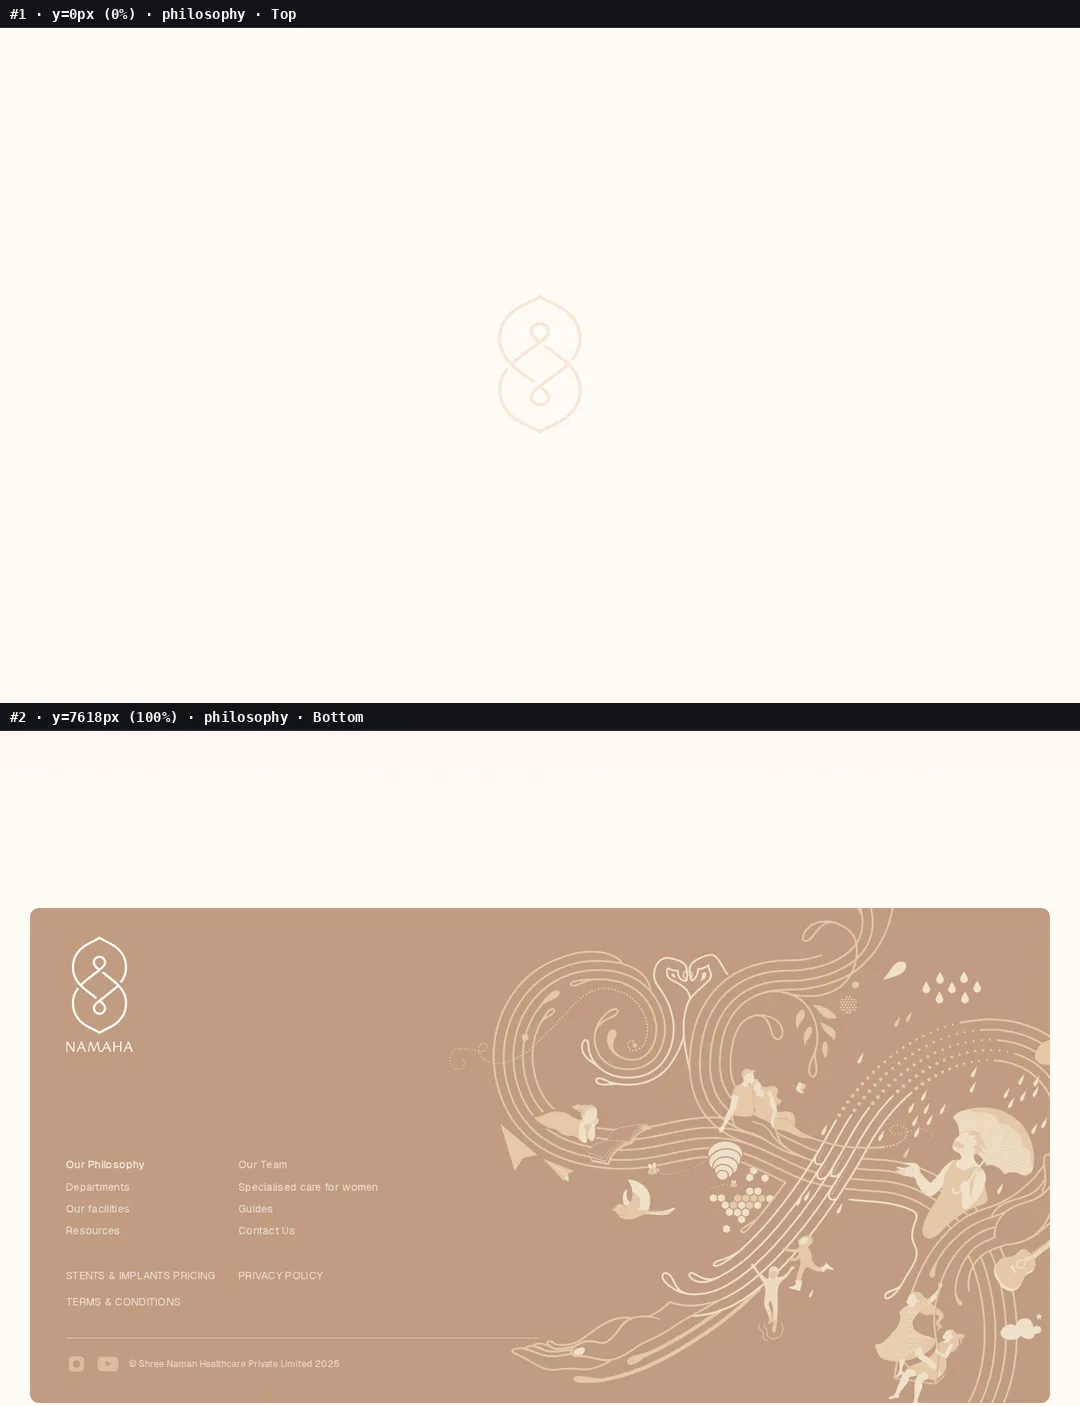 #1 · y=0px (0%) · philosophy · Top
#2 · y=7618px (100%) · philosophy · Bottom
NAMAHA
Our Philosophy
Our Team
Departments
Specialised care for women
Our facilities
Guides
Resources
Contact Us
STENTS & IMPLANTS PRICING
PRIVACY POLICY
TERMS & CONDITIONS
© Shree Naman Healthcare Private Limited 2025